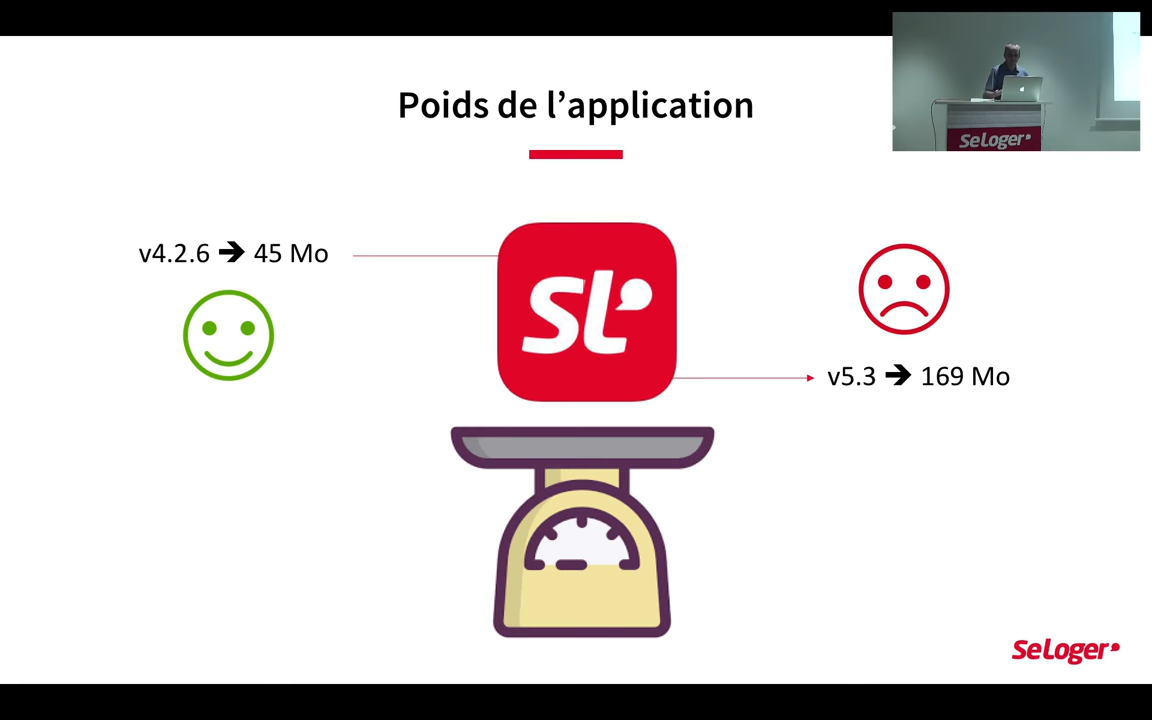 Poids de l’application
SeLoger
v4.2.6 🡺 45 Mo
sl
v5.3 🡺 169 Mo
SeLoger